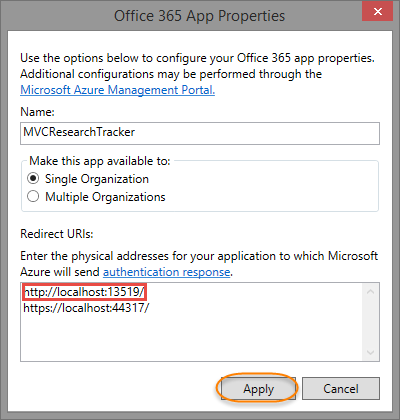 Office 365 App Properties
Use the options below to configure your Office 365 app properties.
Additional configurations may be performed through the
Microsoft Azure Management Portal.
Name:
MVCResearchTracker
Make this app available to:
Single Organization
Multiple Organizations
Redirect URIs:
Enter the physical addresses for your application to which Microsoft
Azure will send authentication response.
http://localhost:13519/
https://localhost:44317/
Apply
Cancel